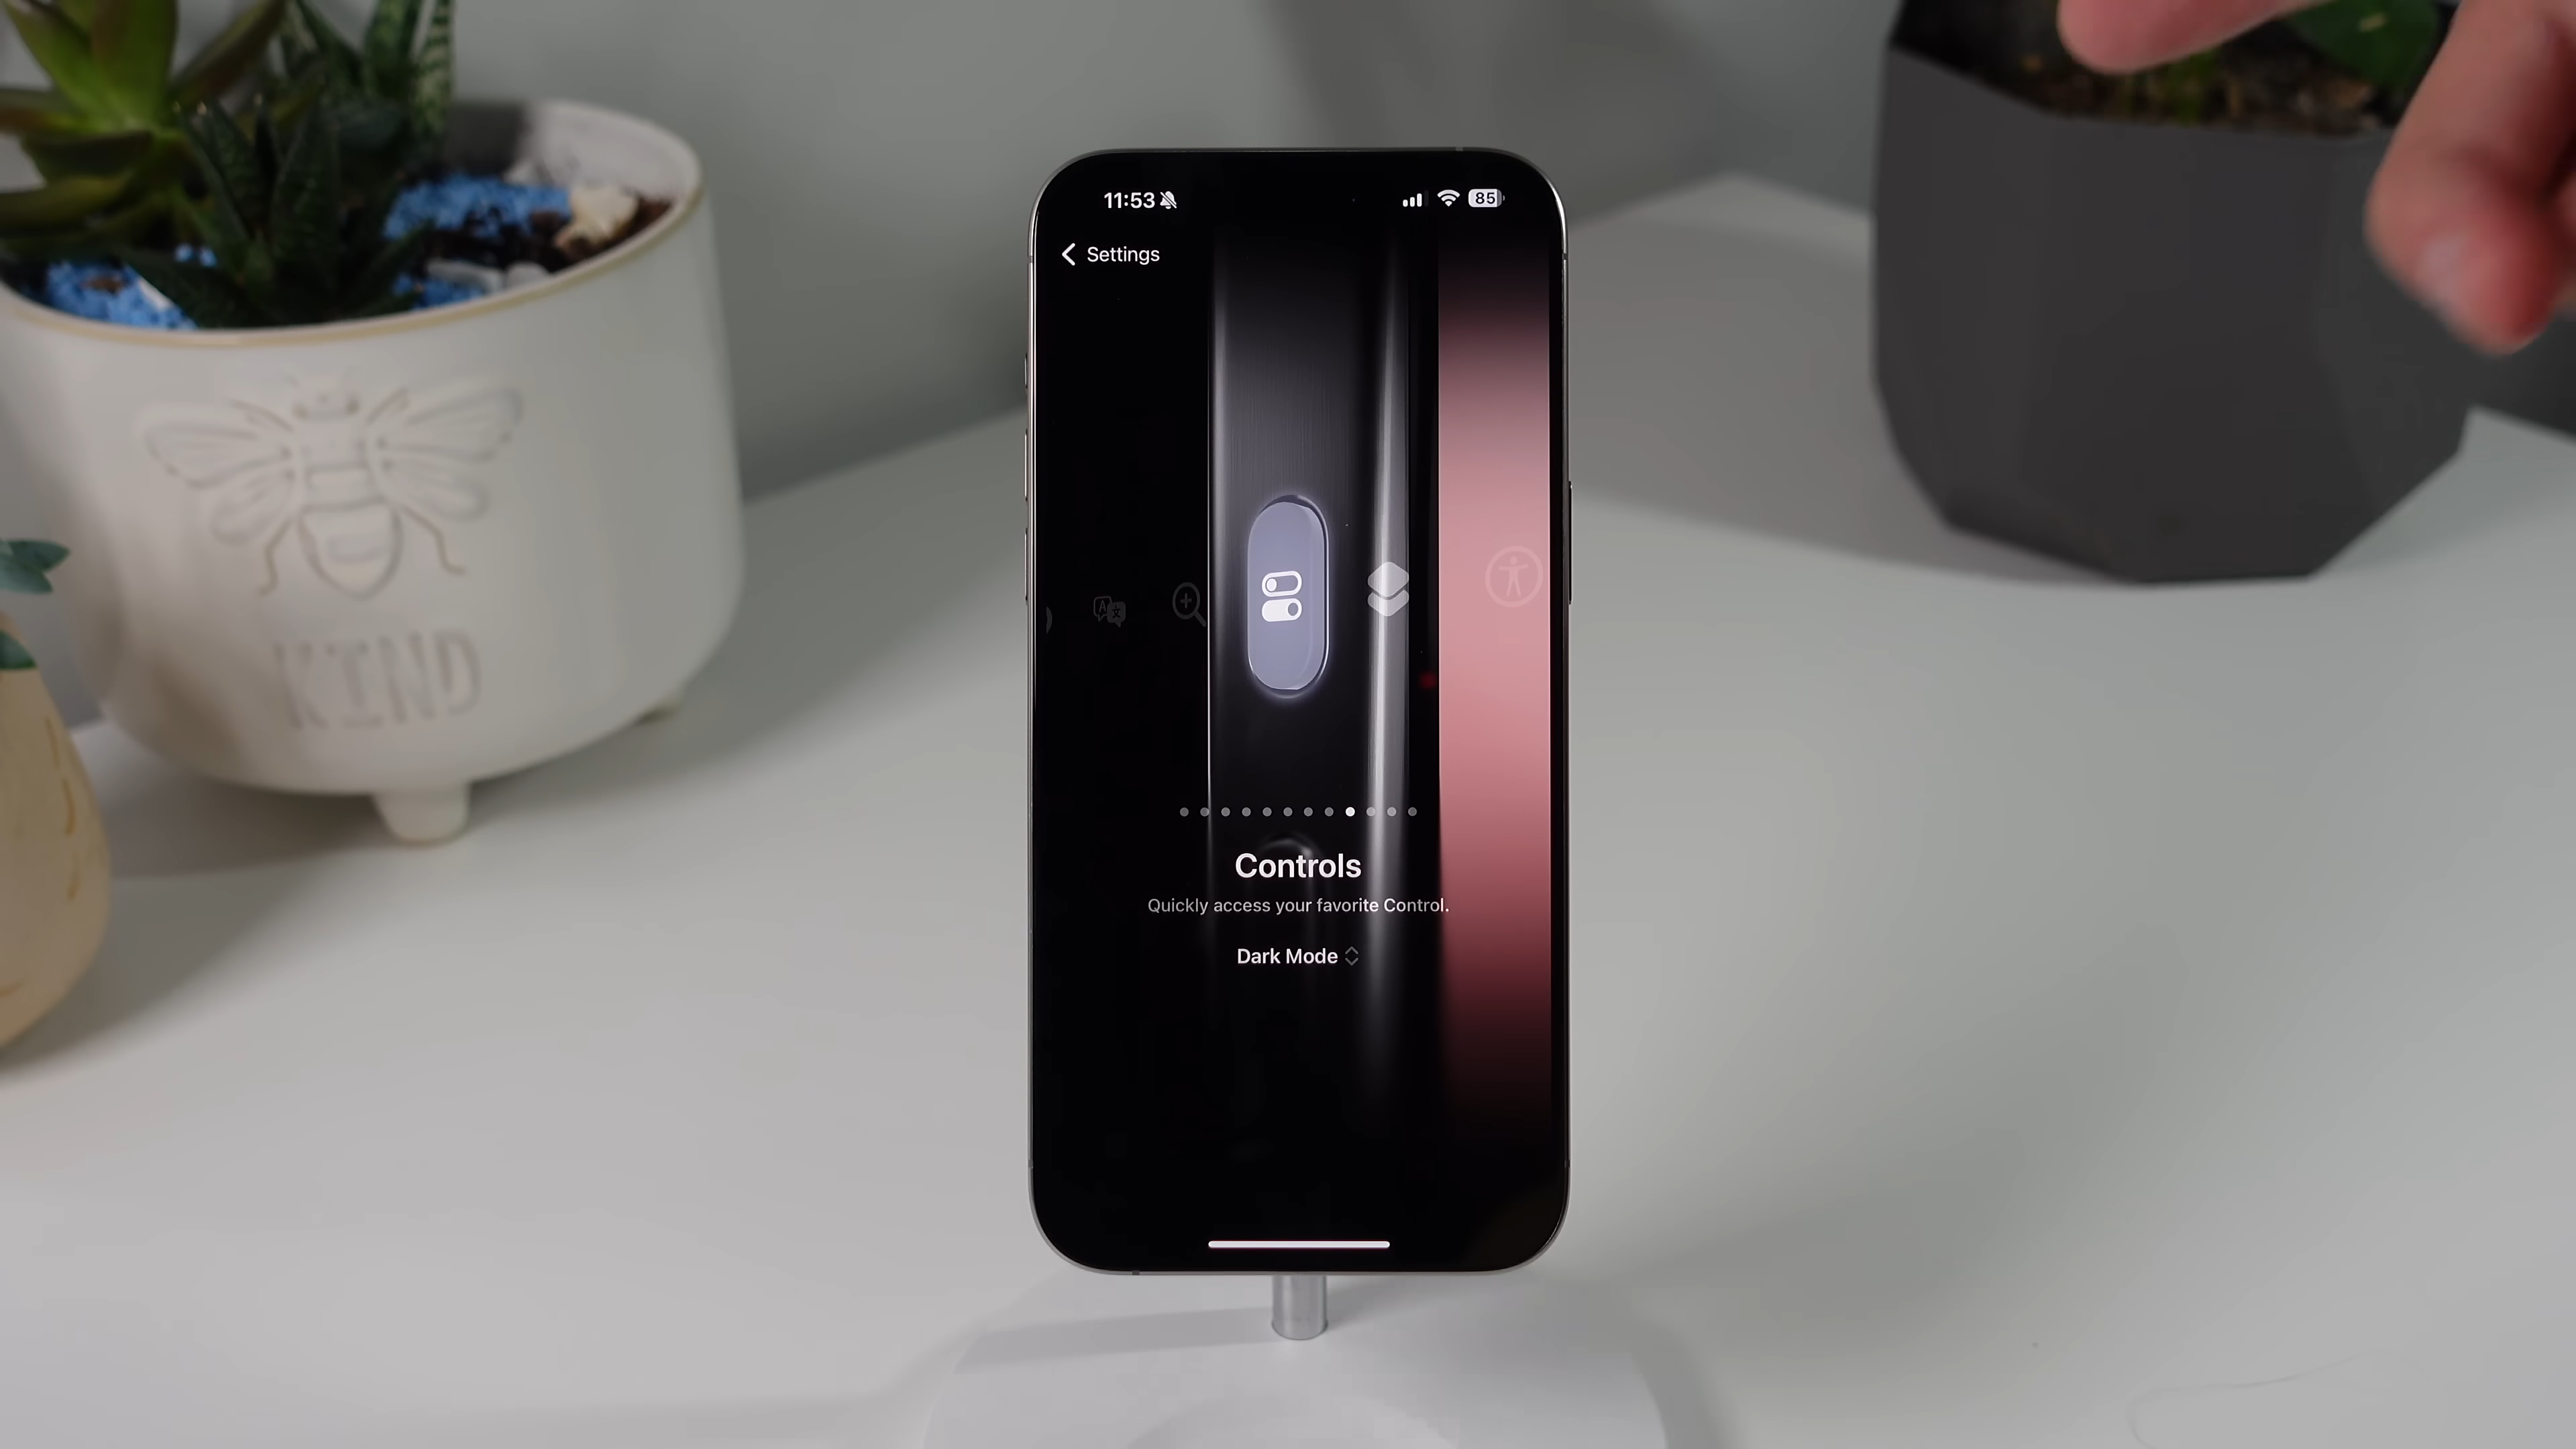 11:53
85
Settings
A
Controls
Quickly access your favorite Control.
Dark Mode
KIND